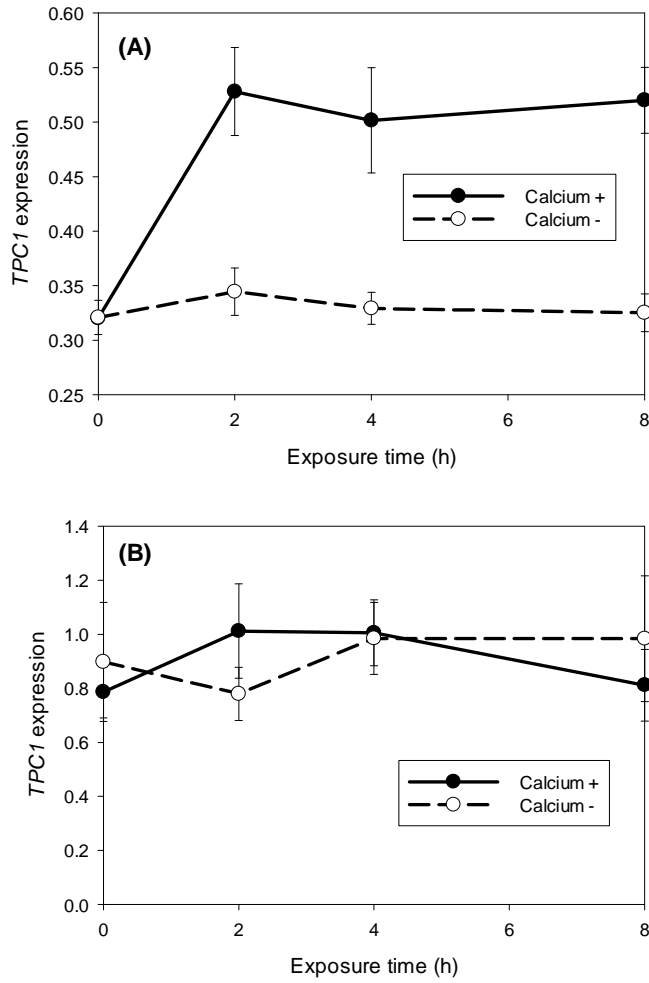 0.60
(A)
0.55
0.50
0.45
0.40
0.35
0.30
0.25
TPC1 expression
Calcium +
Calcium -
0 2 4 6 8
Exposure time (h)
1.4
(B)
1.2
1.0
0.8
0.6
0.4
0.2
0.0
TPC1 expression
Calcium +
Calcium -
0 2 4 6 8
Exposure time (h)